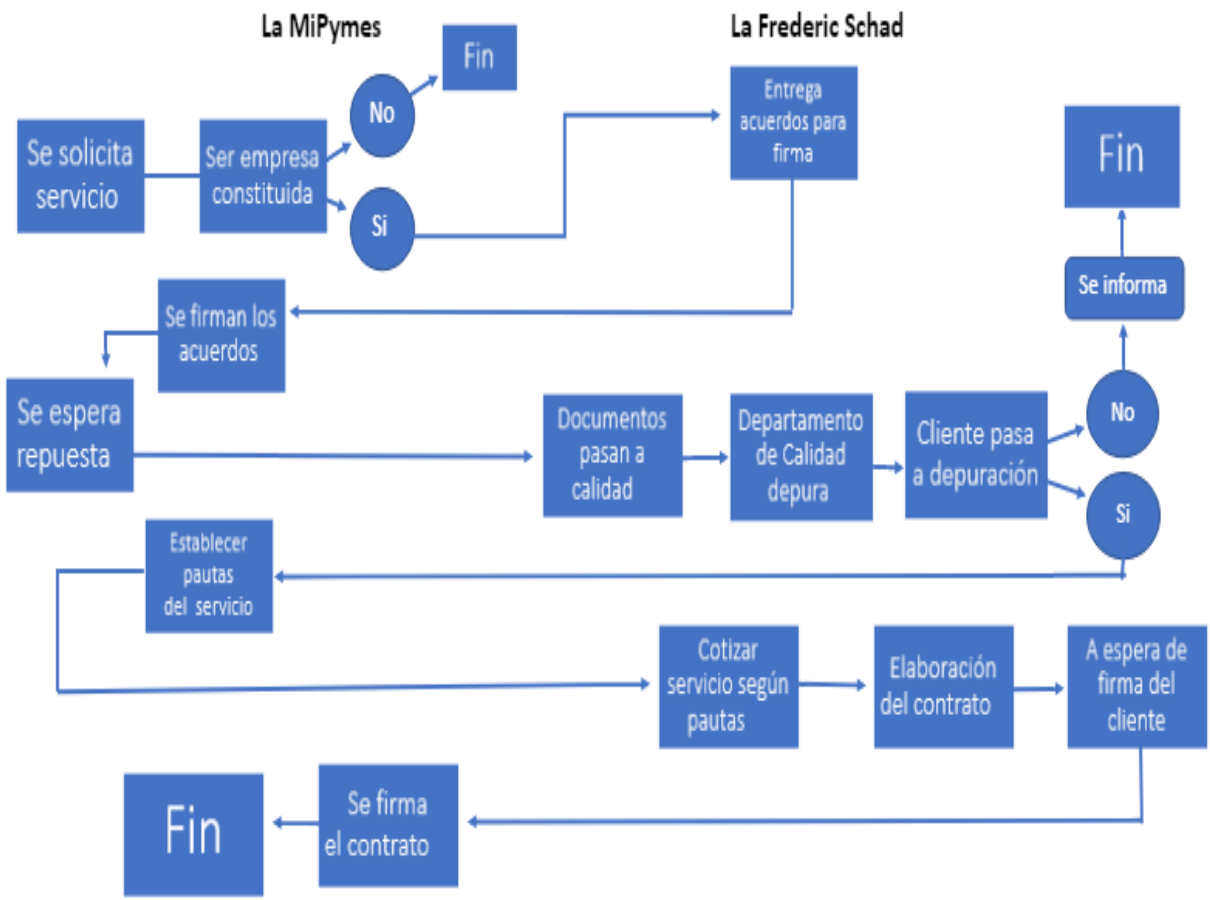 La MiPymes
La Frederic Schad
Fin
No
Se solicita
servicio
Ser empresa
constituida
Si
Entrega
acuerdos para
firma
Fin
Se informa
Se firman los
acuerdos
Se espera
repuesta
Documentos
pasan a
calidad
Departamento
de Calidad
depura
Cliente pasa
a depuración
No
Si
Establecer
pautas
del servicio
Cotizar
servicio según
pautas
Elaboración
del contrato
A espera de
firma del
cliente
Se firma
el contrato
Fin